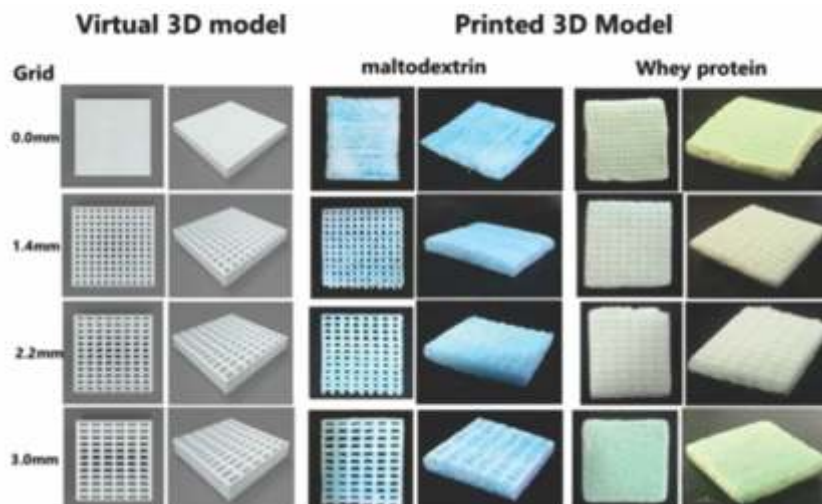 Virtual 3D model
Printed 3D Model
Grid
maltodextrin
Whey protein
0.0mm
1.4mm
2.2mm
3.0mm